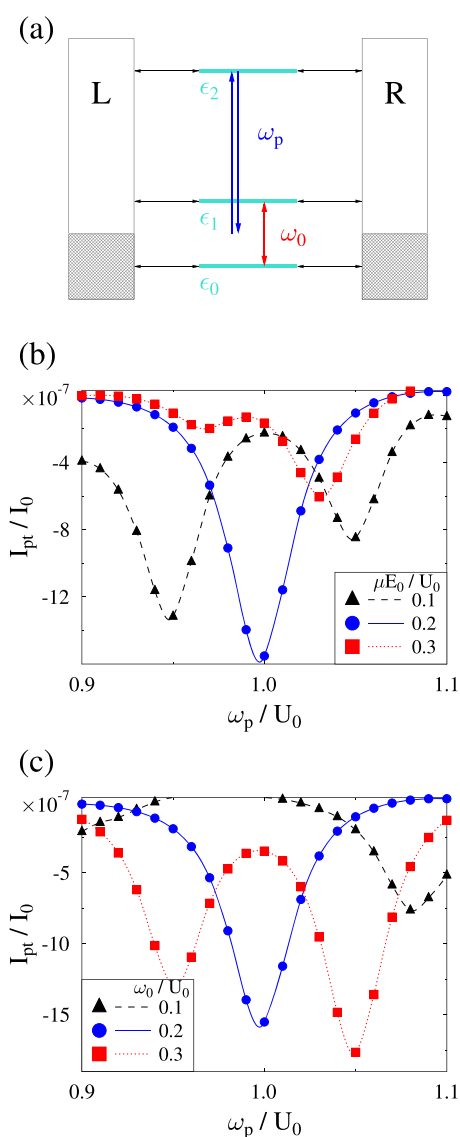 (a)
L
R
ϵ₂
ωₚ
ϵ₁
ω₀
ϵ₀
(b)
×10⁻⁷
-4
-8
-12
Iₚₜ / I₀
μE₀ / U₀
0.1
0.2
0.3
0.9
1.0
1.1
ωₚ / U₀
(c)
×10⁻⁷
-5
-10
-15
Iₚₜ / I₀
ω₀ / U₀
0.1
0.2
0.3
0.9
1.0
1.1
ωₚ / U₀